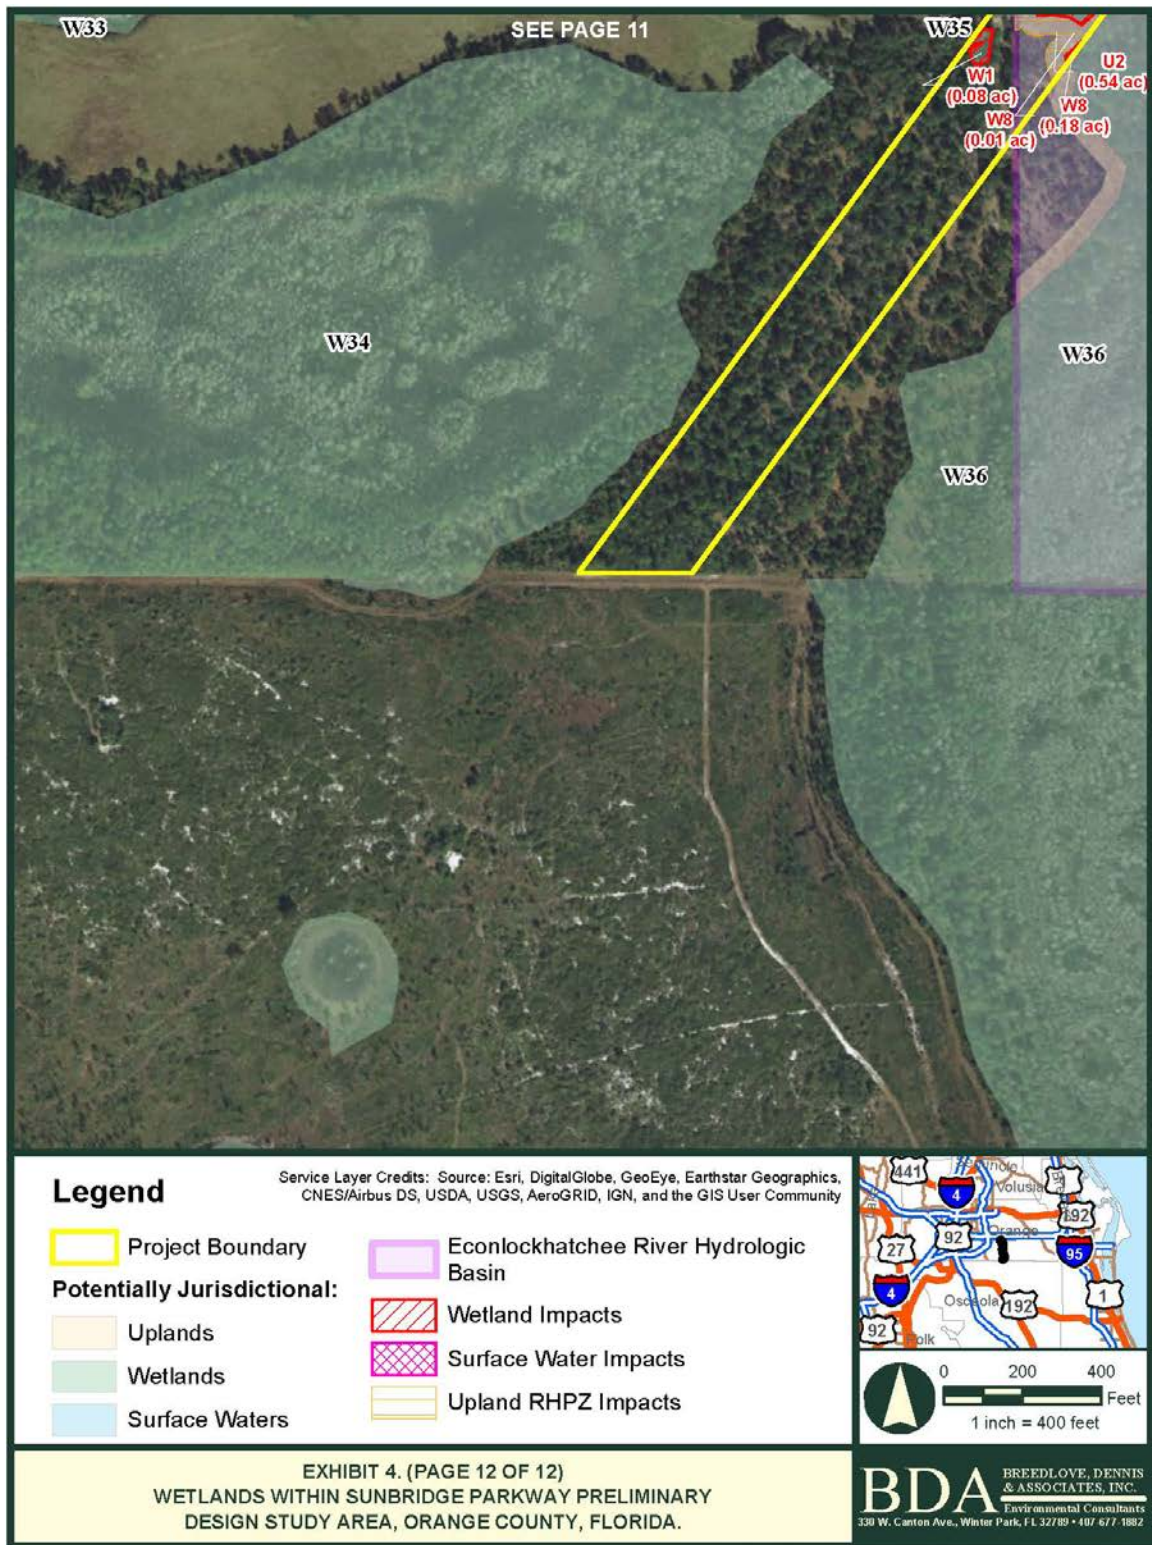 W33
SEE PAGE 11
W35
W1
(0.08 ac)
U2
(0.54 ac)
W8
(0.01 ac)
W8
(0.18 ac)
W34
W36
W36
Legend
Service Layer Credits: Source: Esri, DigitalGlobe, GeoEye, Earthstar Geographics,
CNES/Airbus DS, USDA, USGS, AeroGRID, IGN, and the GIS User Community
Project Boundary
Potentially Jurisdictional:
Uplands
Wetlands
Surface Waters
Econlockhatchee River Hydrologic
Basin
Wetland Impacts
Surface Water Impacts
Upland RHPZ Impacts
441
Seminole
4
Volusia
192
92
Orange
27
95
4
Osceola
192
1
92
Polk
0 200 400
Feet
1 inch = 400 feet
EXHIBIT 4. (PAGE 12 OF 12)
WETLANDS WITHIN SUNBRIDGE PARKWAY PRELIMINARY
DESIGN STUDY AREA, ORANGE COUNTY, FLORIDA.
BDA
BREEDLOVE, DENNIS
& ASSOCIATES, INC.
Environmental Consultants
330 W. Canton Ave., Winter Park, FL 32789 • 407-677-1882